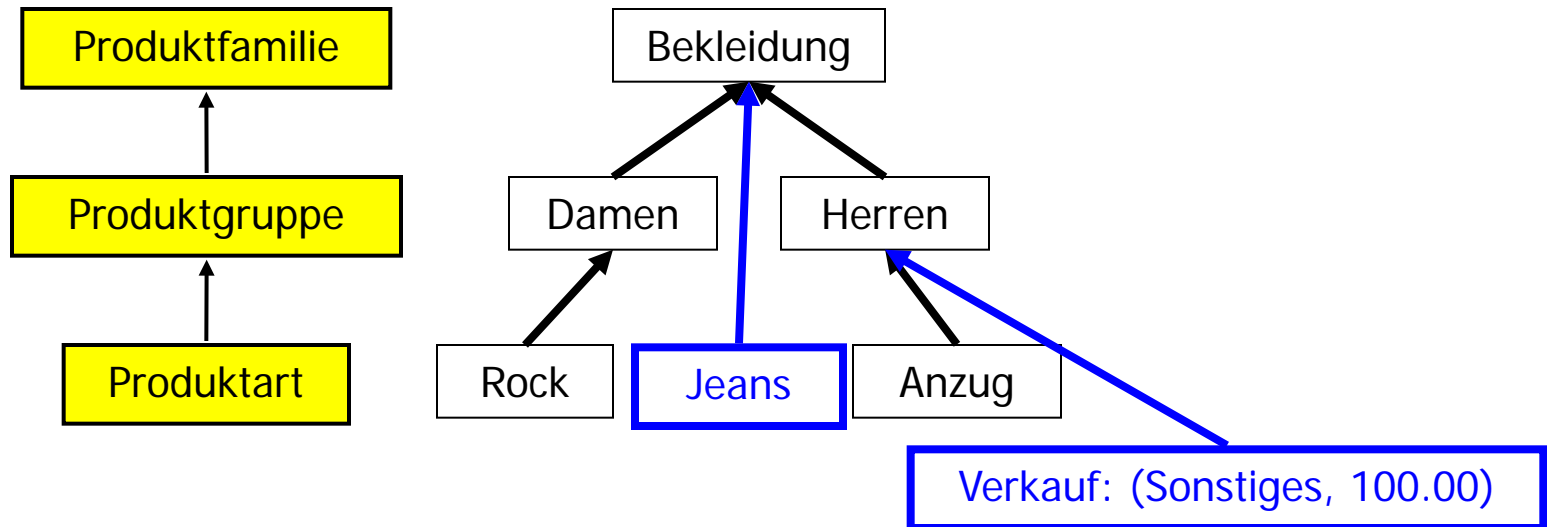 Produktfamilie
Bekleidung
Produktgruppe
Damen
Herren
Produktart
Rock
Jeans
Anzug
Verkauf: (Sonstiges, 100.00)